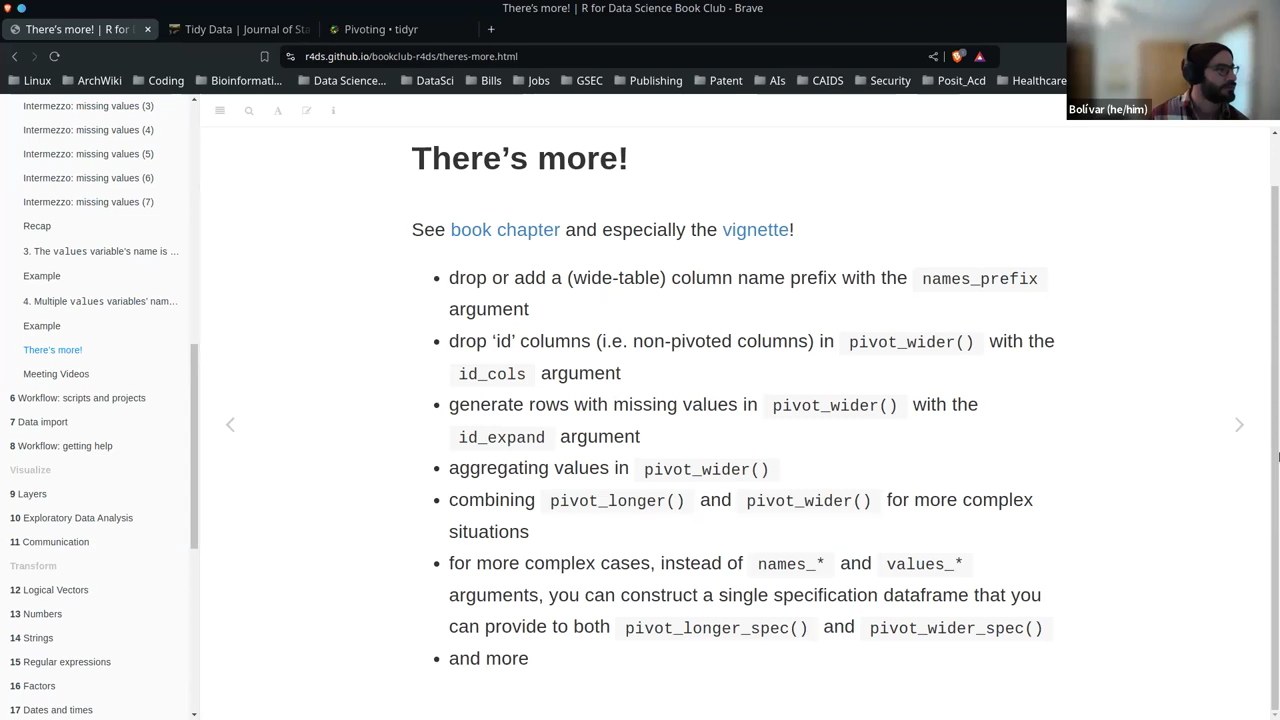 There's more! | R for Data Science Book Club - Brave
There's more! | R for
Tidy Data | Journal of Sta
Pivoting • tidyr
r4ds.github.io/bookclub-r4ds/theres-more.html
Linux ArchWiki Coding Bioinformati... Data Science... DataSci Bills Jobs GSEC Publishing Patent AIs CAIDS Security Posit_Acd Healthcare
Bolívar (he/him)
Intermezzo: missing values (3)
Intermezzo: missing values (4)
Intermezzo: missing values (5)
Intermezzo: missing values (6)
Intermezzo: missing values (7)
Recap
3. The values variable's name is ...
Example
4. Multiple values variables' nam...
Example
There's more!
Meeting Videos
6 Workflow: scripts and projects
7 Data import
8 Workflow: getting help
Visualize
9 Layers
10 Exploratory Data Analysis
11 Communication
Transform
12 Logical Vectors
13 Numbers
14 Strings
15 Regular expressions
16 Factors
17 Dates and times
There's more!
See book chapter and especially the vignette!
• drop or add a (wide-table) column name prefix with the names_prefix
argument
• drop 'id' columns (i.e. non-pivoted columns) in pivot_wider() with the
id_cols argument
• generate rows with missing values in pivot_wider() with the
id_expand argument
• aggregating values in pivot_wider()
• combining pivot_longer() and pivot_wider() for more complex
situations
• for more complex cases, instead of names_* and values_*
arguments, you can construct a single specification dataframe that you
can provide to both pivot_longer_spec() and pivot_wider_spec()
• and more